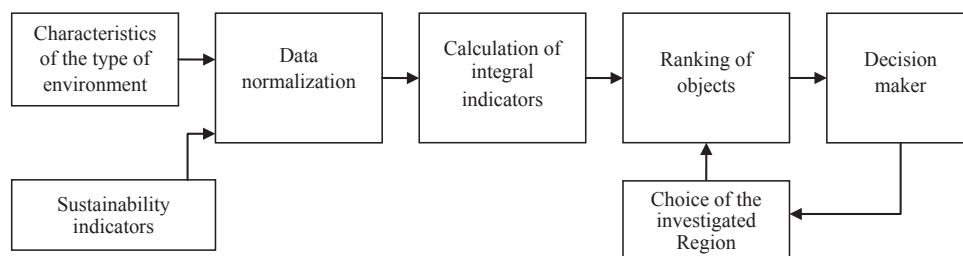 Characteristics
of the type of
environment
Data
normalization
Calculation of
integral
indicators
Ranking of
objects
Decision
maker
Sustainability
indicators
Choice of the
investigated
Region